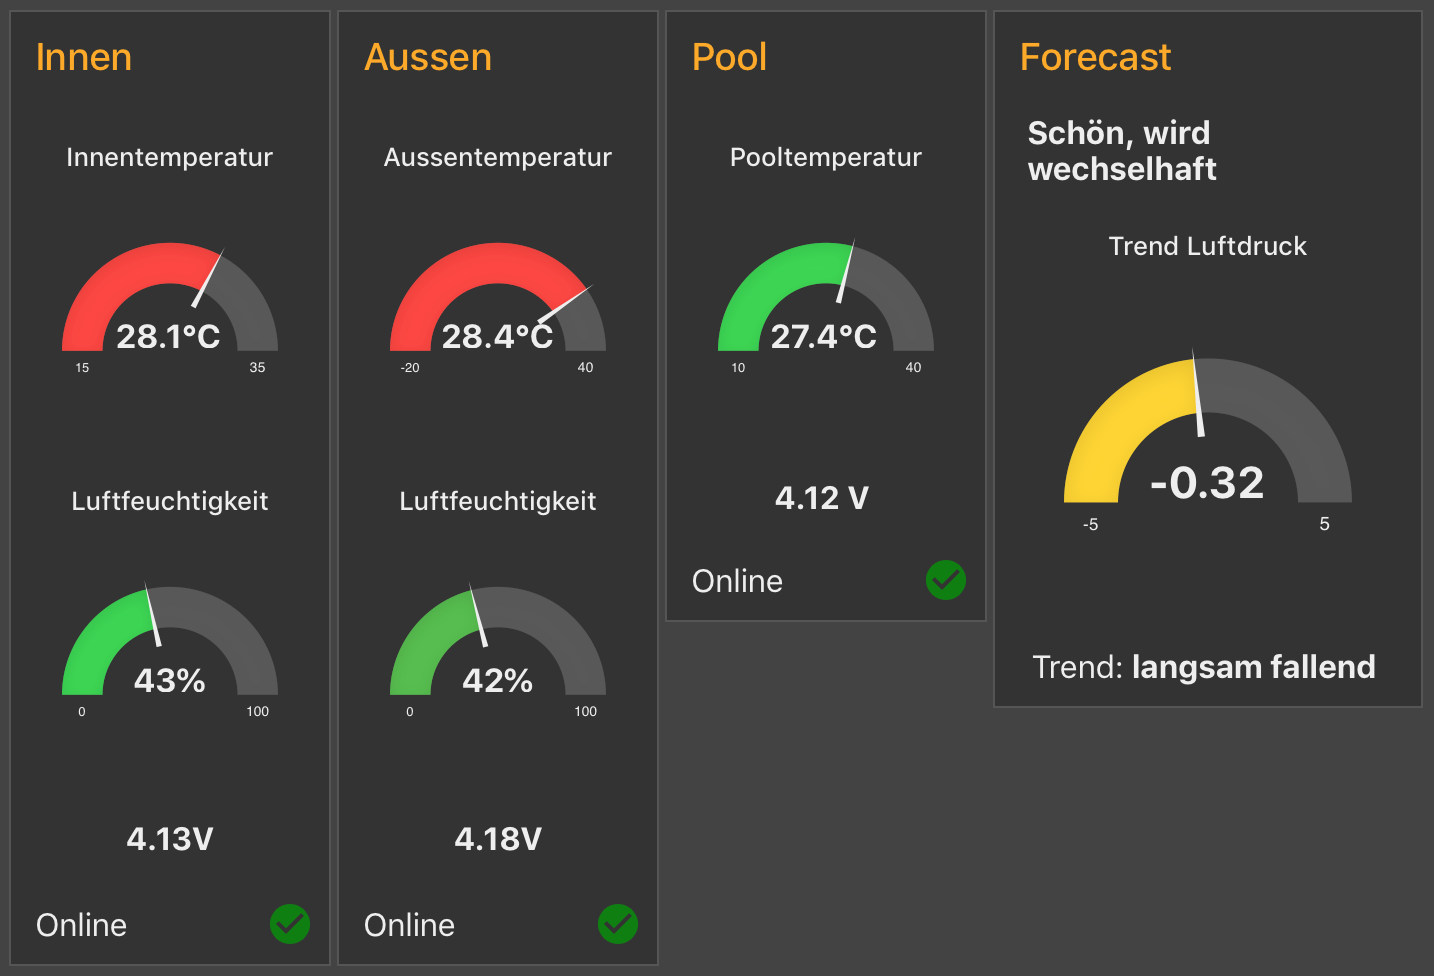 Innen
Innentemperatur
28.1°C
15 35
Luftfeuchtigkeit
43%
0 100
4.13V
Online
Aussen
Aussentemperatur
28.4°C
-20 40
Luftfeuchtigkeit
42%
0 100
4.18V
Online
Pool
Pooltemperatur
27.4°C
10 40
4.12 V
Online
Forecast
Schön, wird
wechselhaft
Trend Luftdruck
-0.32
-5 5
Trend: langsam fallend